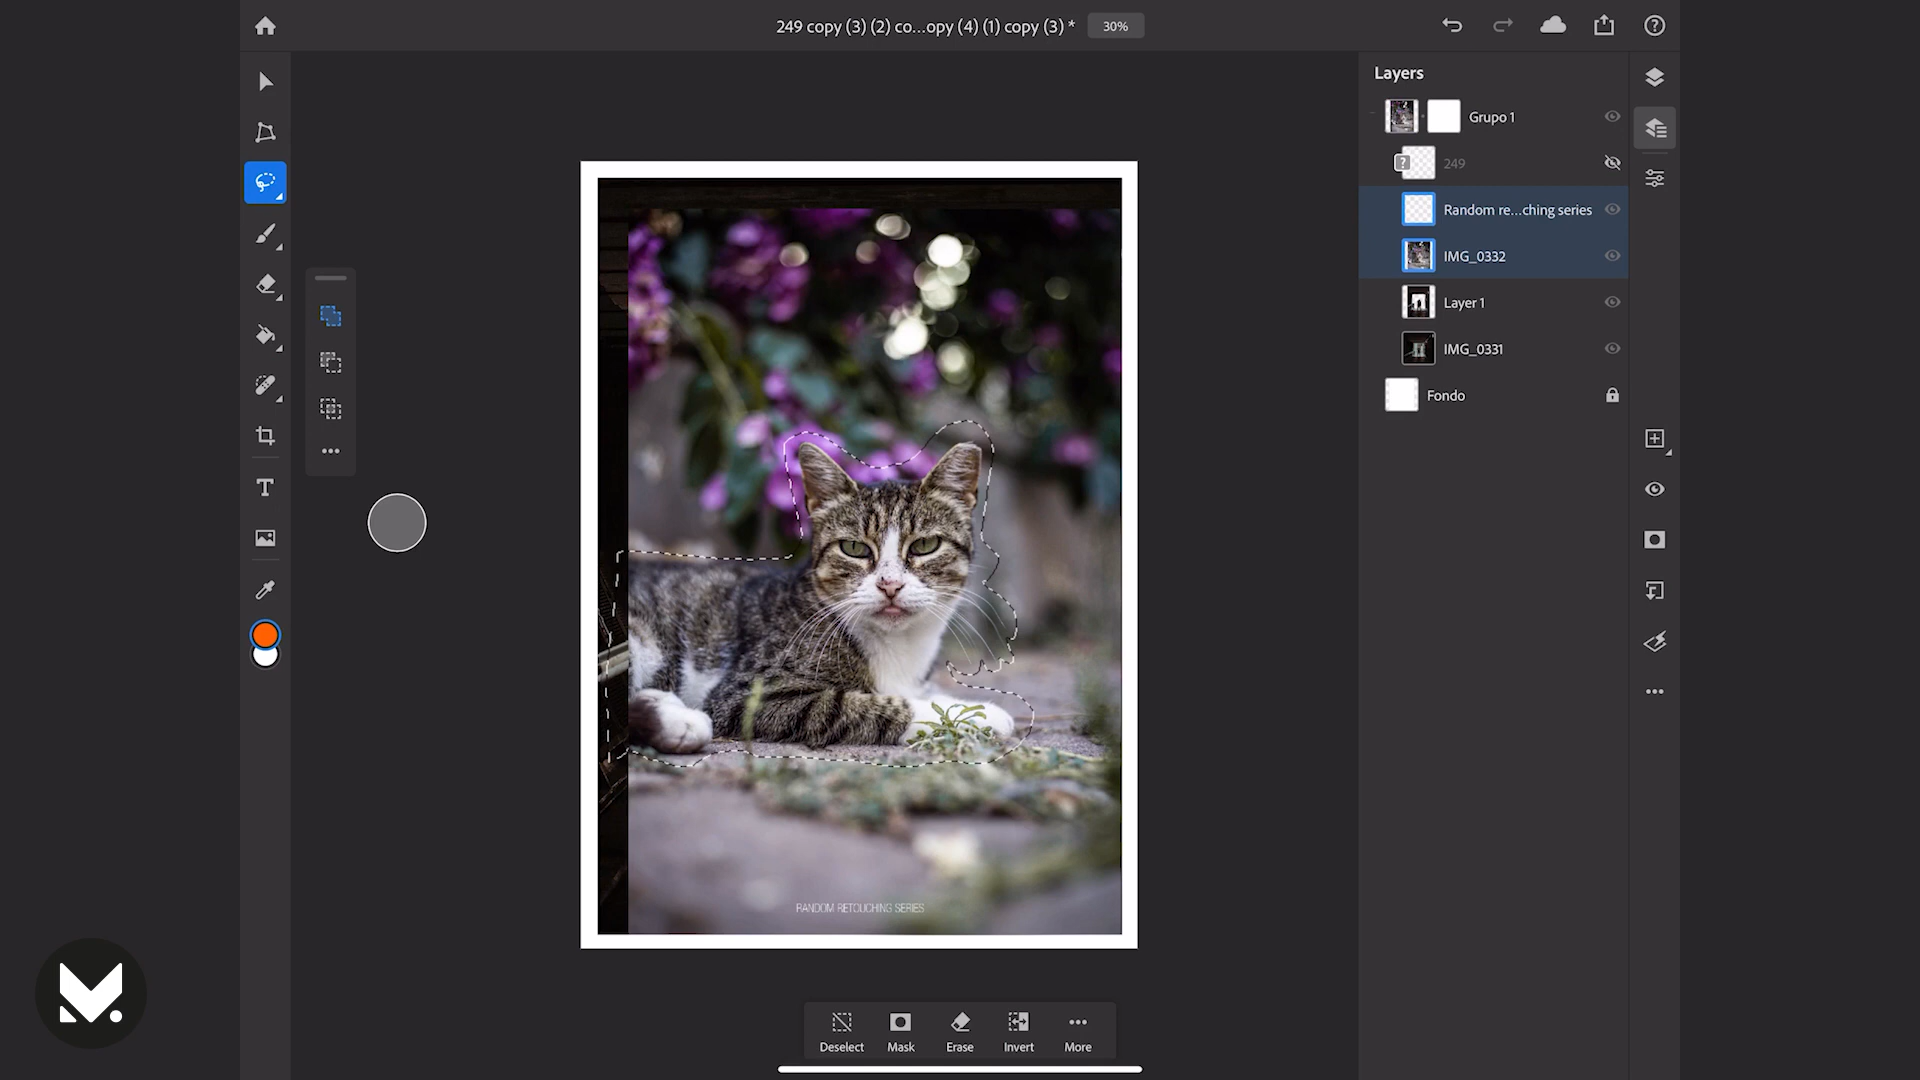 249 copy (3) (2) co...opy (4) (1) copy (3) *
30%
Layers
Grupo 1
249
Random re...ching series
IMG_0332
Layer 1
IMG_0331
Fondo
RANDOM RETOUCHING SERIES
Deselect
Mask
Erase
Invert
More